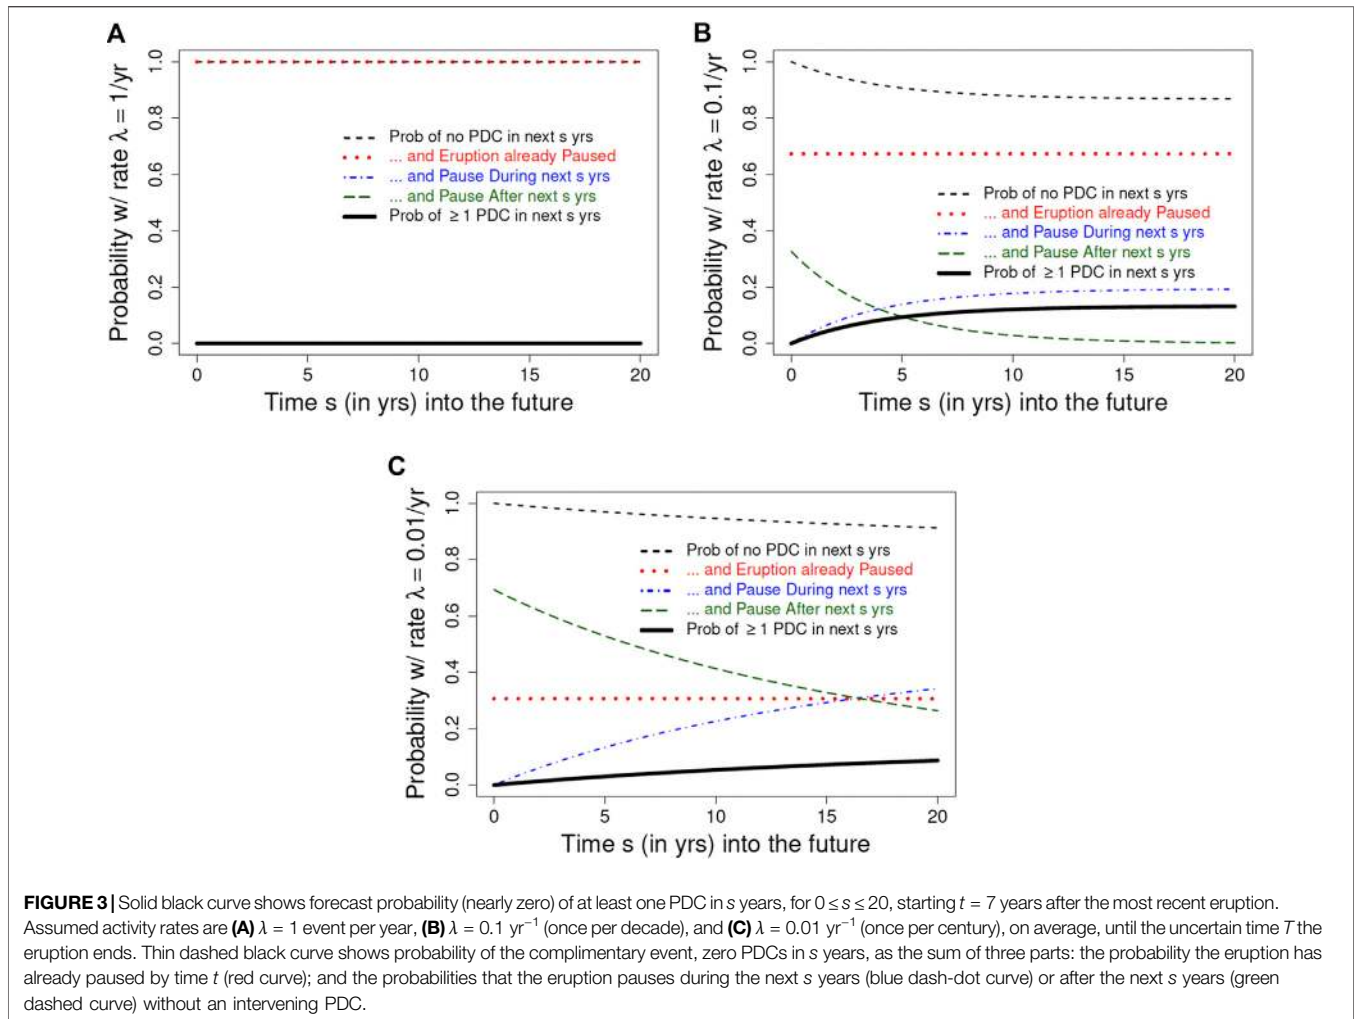 A
Probability w/ rate λ = 1/yr
1.0
0.8
0.6
0.4
0.2
0.0
Prob of no PDC in next s yrs
... and Eruption already Paused
... and Pause During next s yrs
... and Pause After next s yrs
Prob of ≥ 1 PDC in next s yrs
0 5 10 15 20
Time s (in yrs) into the future
B
Probability w/ rate λ = 0.1/yr
1.0
0.8
0.6
0.4
0.2
0.0
Prob of no PDC in next s yrs
... and Eruption already Paused
... and Pause During next s yrs
... and Pause After next s yrs
Prob of ≥ 1 PDC in next s yrs
0 5 10 15 20
Time s (in yrs) into the future
C
Probability w/ rate λ = 0.01/yr
1.0
0.8
0.6
0.4
0.2
0.0
Prob of no PDC in next s yrs
... and Eruption already Paused
... and Pause During next s yrs
... and Pause After next s yrs
Prob of ≥ 1 PDC in next s yrs
0 5 10 15 20
Time s (in yrs) into the future
FIGURE 3 | Solid black curve shows forecast probability (nearly zero) of at least one PDC in s years, for 0 ≤ s ≤ 20, starting t = 7 years after the most recent eruption.
Assumed activity rates are (A) λ = 1 event per year, (B) λ = 0.1 yr⁻¹ (once per decade), and (C) λ = 0.01 yr⁻¹ (once per century), on average, until the uncertain time T the
eruption ends. Thin dashed black curve shows probability of the complimentary event, zero PDCs in s years, as the sum of three parts: the probability the eruption has
already paused by time t (red curve); and the probabilities that the eruption pauses during the next s years (blue dash-dot curve) or after the next s years (green
dashed curve) without an intervening PDC.